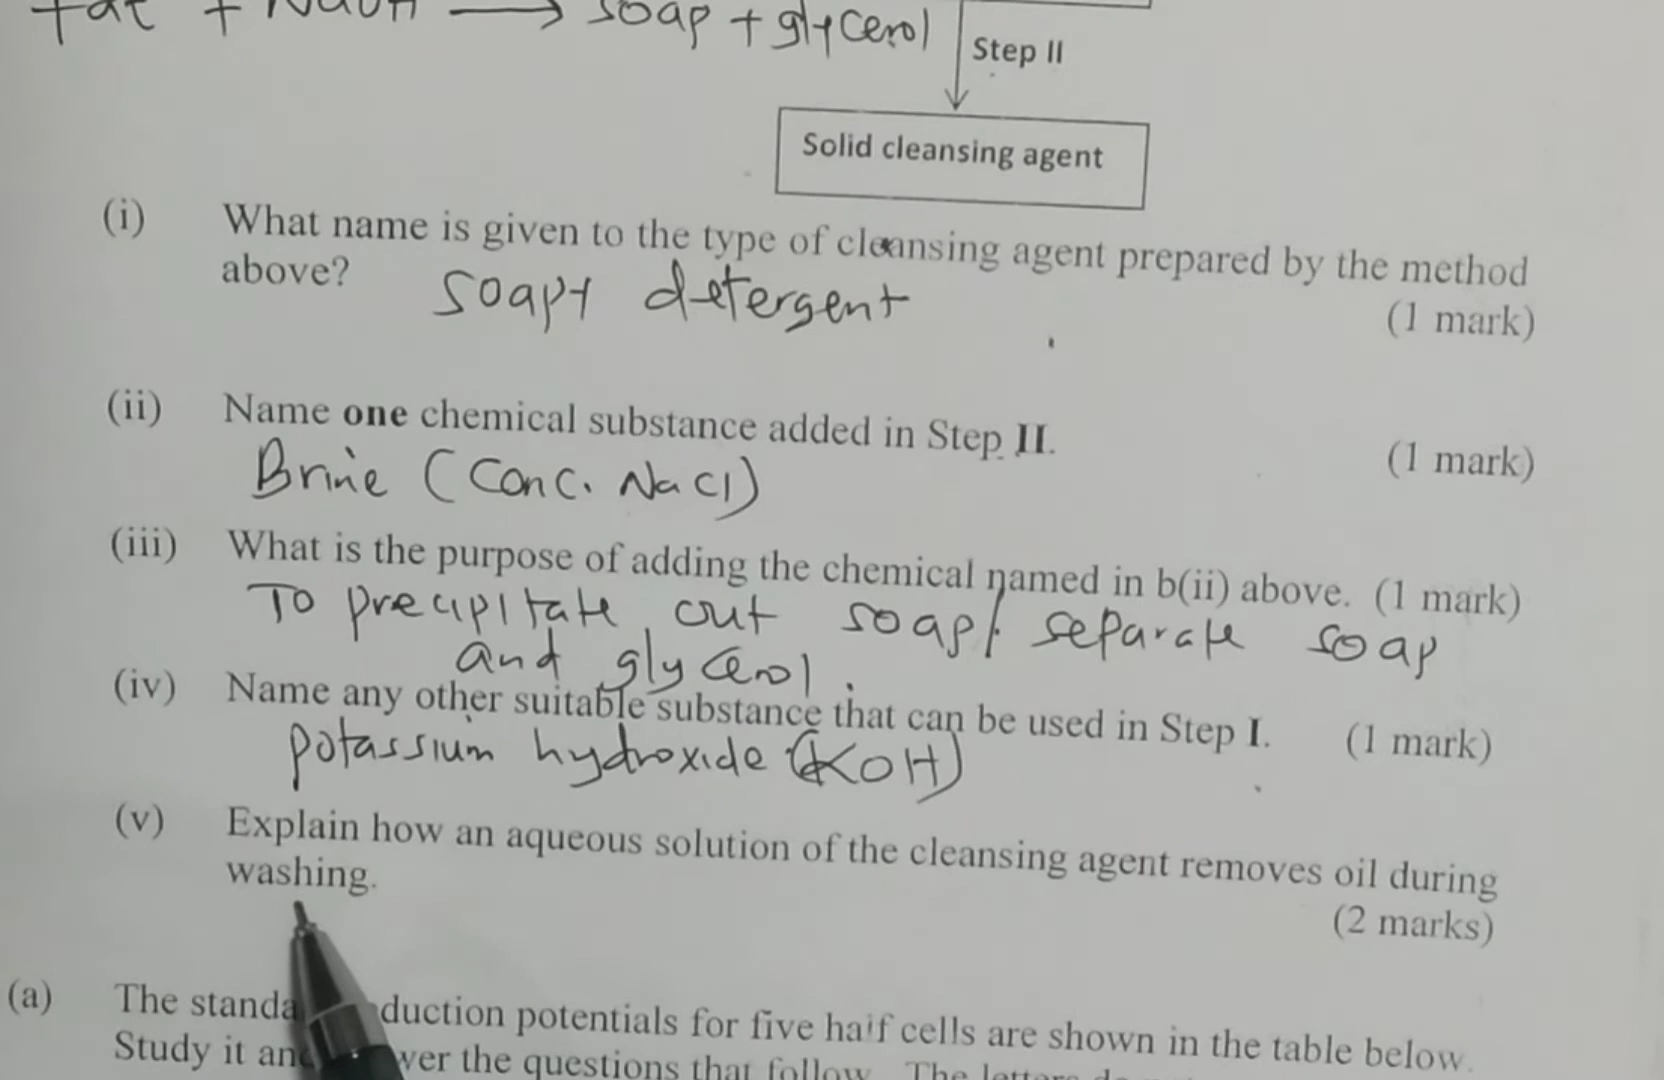 fat + NaOH → soap + glycerol
Step II
Solid cleansing agent
(i) What name is given to the type of cleansing agent prepared by the method
above? soapy detergent
(1 mark)
(ii) Name one chemical substance added in Step II.
(1 mark)
Brine (conc. NaCl)
(iii) What is the purpose of adding the chemical named in b(ii) above. (1 mark)
To precipitate out soap/ separate soap
and glycerol.
(iv) Name any other suitable substance that can be used in Step I. (1 mark)
potassium hydroxide (KOH)
(v) Explain how an aqueous solution of the cleansing agent removes oil during
washing.
(2 marks)
(a) The standa duction potentials for five half cells are shown in the table below.
Study it an wer the questions that follow. The